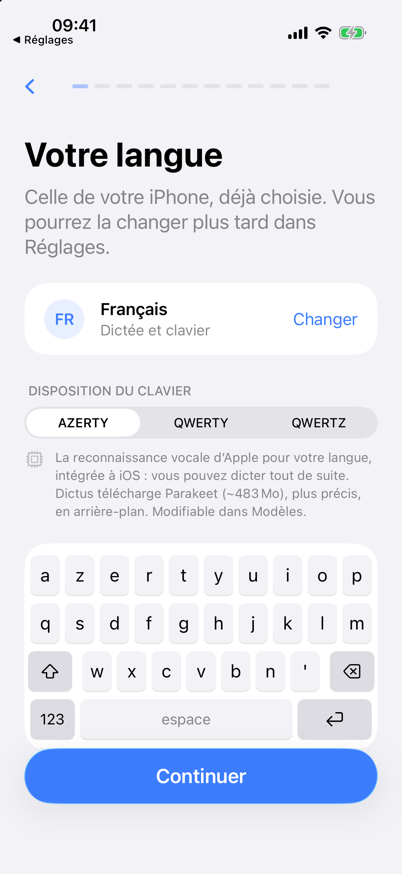 09:41
◀ Réglages
Votre langue
Celle de votre iPhone, déjà choisie. Vous
pourrez la changer plus tard dans
Réglages.
FR
Français
Dictée et clavier
Changer
DISPOSITION DU CLAVIER
AZERTY QWERTY QWERTZ
La reconnaissance vocale d'Apple pour votre langue,
intégrée à iOS : vous pouvez dicter tout de suite.
Dictus télécharge Parakeet (~483 Mo), plus précis,
en arrière-plan. Modifiable dans Modèles.
a z e r t y u i o p
q s d f g h j k l m
w x c v b n '
123 espace
Continuer